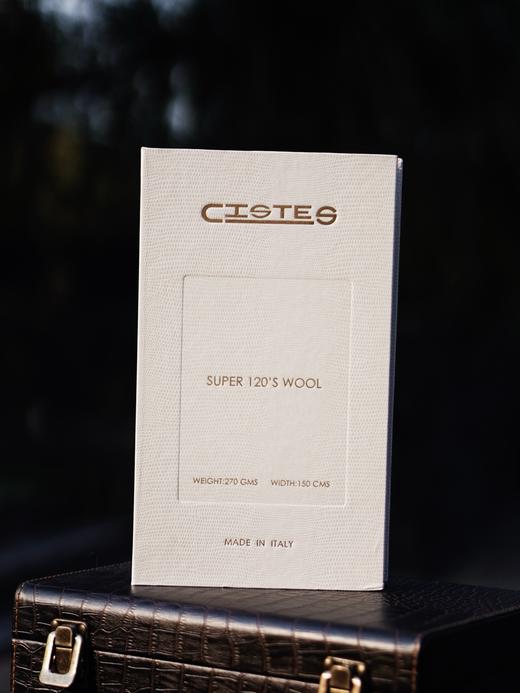 CISTES
SUPER 120'S WOOL
WEIGHT:270 GMS WIDTH:150 CMS
MADE IN ITALY